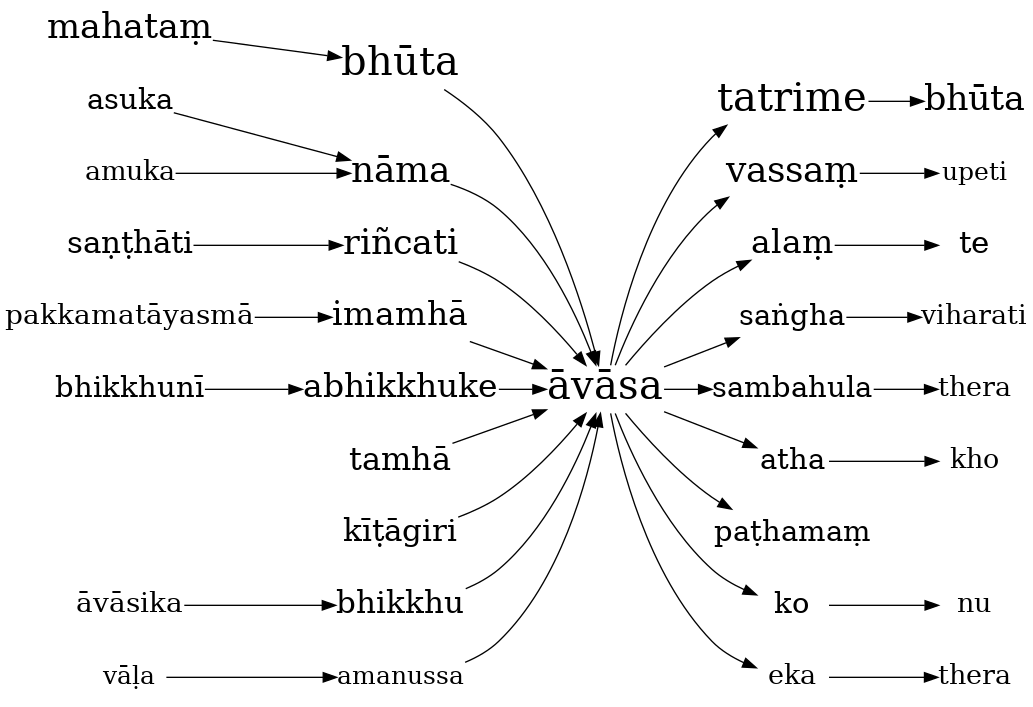 mahataṃ bhūta
tatrime bhūta
asuka
amuka nāma vassaṃ upeti
saṇṭhāti riñcati alaṃ te
pakkamatāyasmā imamhā saṅgha viharati
bhikkhunī abhikkhuke āvāsa sambahula thera
tamhā atha kho
kīṭāgiri paṭhamaṃ
āvāsika bhikkhu ko nu
vāḷa amanussa eka thera